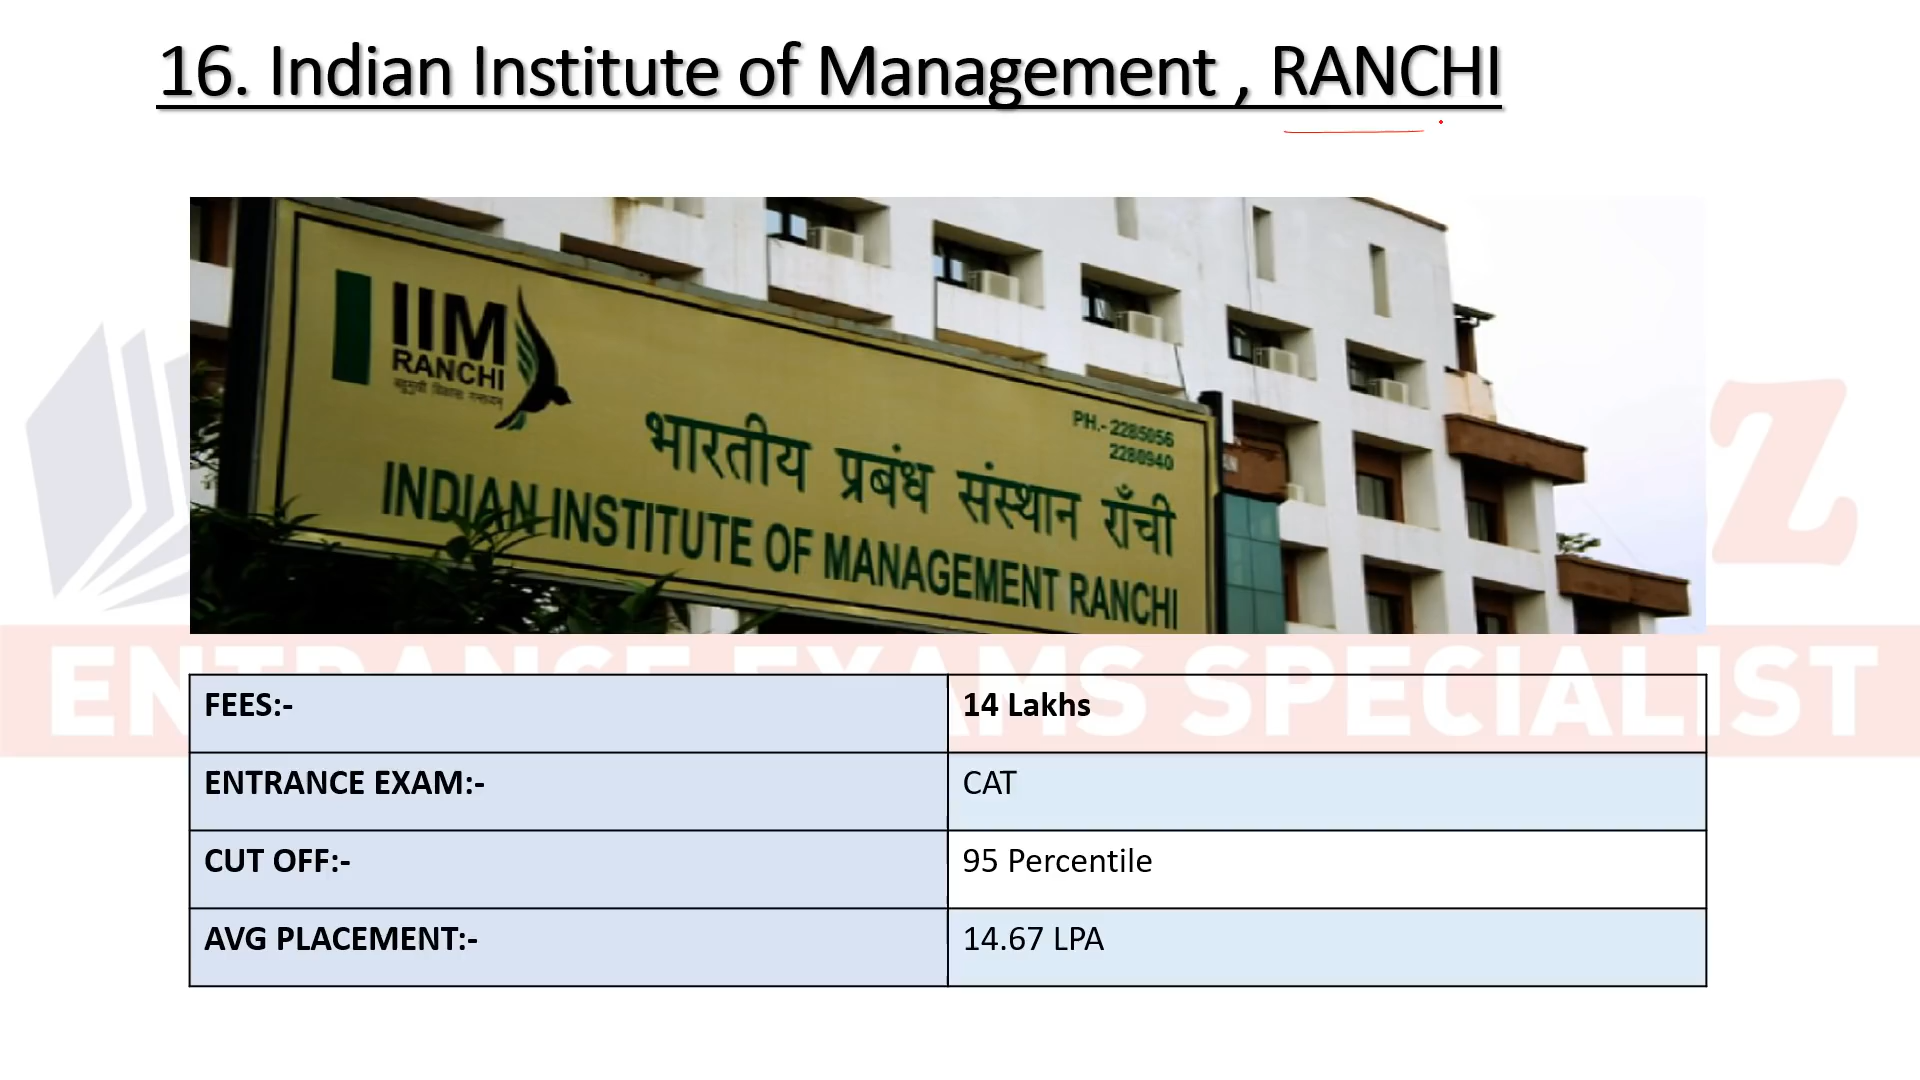 16. Indian Institute of Management , RANCHI
IIM
RANCHI
PH.- 2285056
2280940
भारतीय प्रबंध संस्थान राँची
INDIAN INSTITUTE OF MANAGEMENT RANCHI
Z
ENTRANCE EXAMS SPECIALIST
FEES:- 14 Lakhs
ENTRANCE EXAM:- CAT
CUT OFF:- 95 Percentile
AVG PLACEMENT:- 14.67 LPA